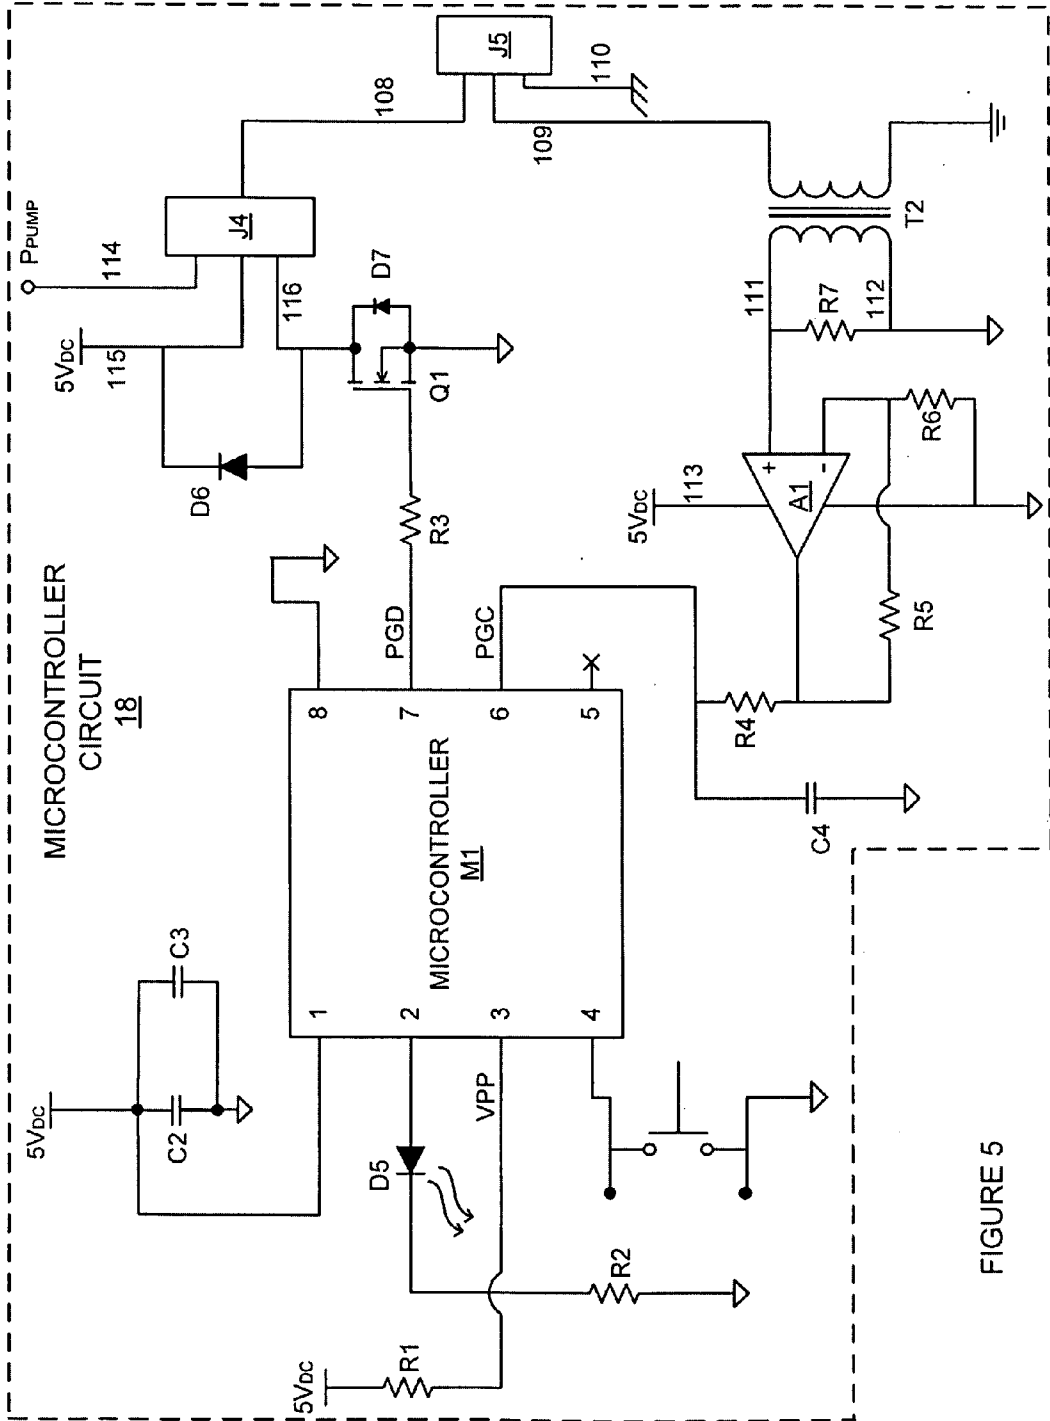 MICROCONTROLLER
CIRCUIT
18
5VDC
C2
C3
5VDC
R1
D5
VPP
R2
1
2
3
4
MICROCONTROLLER
M1
8
7
6
5
PGD
PGC
R3
D6
5VDC
115
PPUMP
114
J4
116
D7
Q1
108
J5
109
110
T2
111
112
R7
5VDC
113
+
-
A1
R6
R5
R4
C4
FIGURE 5